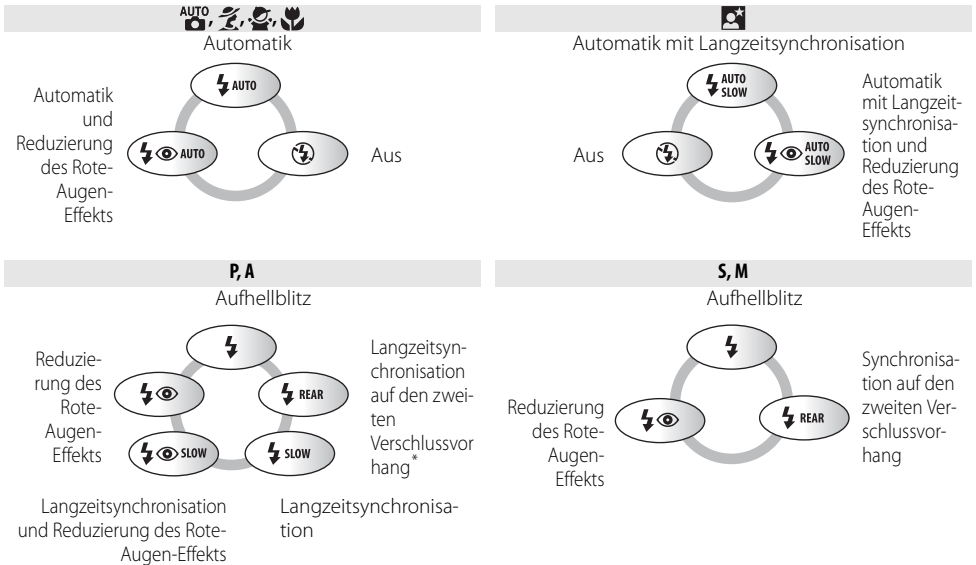 AUTO, , ,
Automatik
AUTO
Automatik
und
Reduzierung
des Rote-
Augen-
Effekts
AUTO
Aus
Automatik mit Langzeitsynchronisation
AUTO
SLOW
Aus
AUTO
SLOW
Automatik
mit Langzeit-
synchronisa-
tion und
Reduzierung
des Rote-
Augen-
Effekts
P, A
Aufhellblitz
Reduzie-
rung des
Rote-
Augen-
Effekts
REAR
Langzeitsyn-
chronisation
auf den zwei-
ten
Verschlussvor
hang*
SLOW
SLOW
Langzeitsynchronisation
und Reduzierung des Rote-
Augen-Effekts
Langzeitsynchronisa-
tion
S, M
Aufhellblitz
Reduzierung
des Rote-
Augen-
Effekts
REAR
Synchronisa-
tion auf den
zweiten Ver-
schlussvor-
hang